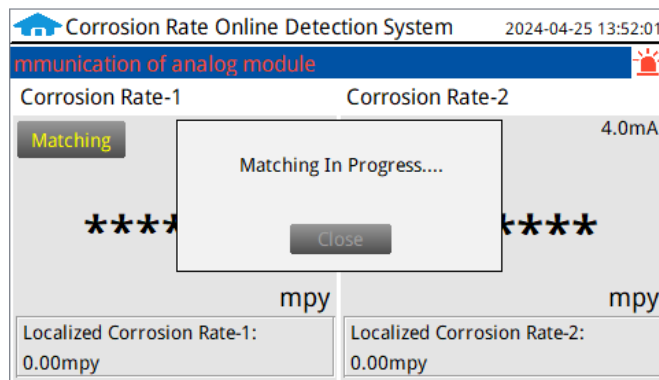 Corrosion Rate Online Detection System 2024-04-25 13:52:01
mmunication of analog module
Corrosion Rate-1 Corrosion Rate-2
Matching 4.0mA
Matching In Progress....
**** ****
Close
mpy mpy
Localized Corrosion Rate-1: Localized Corrosion Rate-2:
0.00mpy 0.00mpy